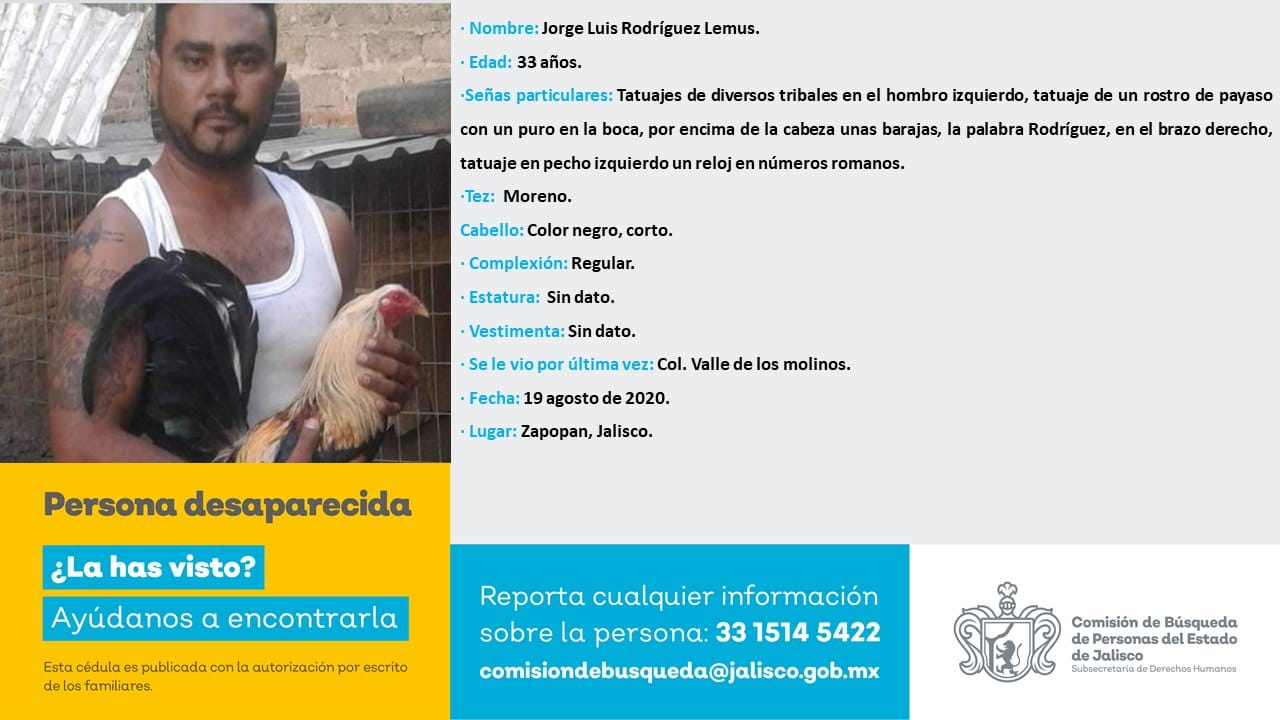 · Nombre: Jorge Luis Rodríguez Lemus.
· Edad: 33 años.
·Señas particulares: Tatuajes de diversos tribales en el hombro izquierdo, tatuaje de un rostro de payaso
con un puro en la boca, por encima de la cabeza unas barajas, la palabra Rodríguez, en el brazo derecho,
tatuaje en pecho izquierdo un reloj en números romanos.
·Tez: Moreno.
Cabello: Color negro, corto.
· Complexión: Regular.
· Estatura: Sin dato.
· Vestimenta: Sin dato.
· Se le vio por última vez: Col. Valle de los molinos.
· Fecha: 19 agosto de 2020.
· Lugar: Zapopan, Jalisco.
Persona desaparecida
¿La has visto?
Ayúdanos a encontrarla
Esta cédula es publicada con la autorización por escrito
de los familiares.
Reporta cualquier información
sobre la persona: 33 1514 5422
comisiondebusqueda@jalisco.gob.mx
Comisión de Búsqueda
de Personas del Estado
de Jalisco
Subsecretaría de Derechos Humanos